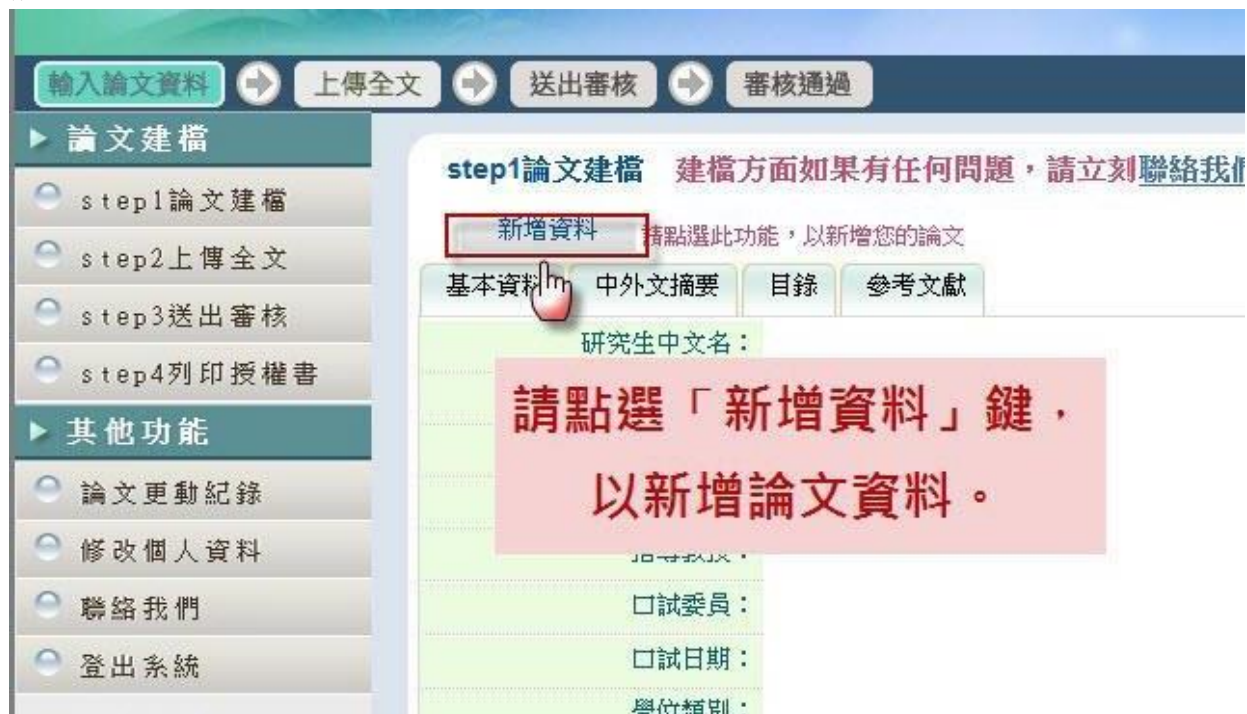 輸入論文資料 上傳全文 送出審核 審核通過
論文建檔
step1論文建檔
step2上傳全文
step3送出審核
step4列印授權書
其他功能
論文更動紀錄
修改個人資料
聯絡我們
登出系統
step1論文建檔 建檔方面如果有任何問題，請立刻聯絡我們
新增資料 請點選此功能，以新增您的論文
基本資料 中外文摘要 目錄 參考文獻
研究生中文名：
請點選「新增資料」鍵，
以新增論文資料。
指導教授：
口試委員：
口試日期：
學位類別：